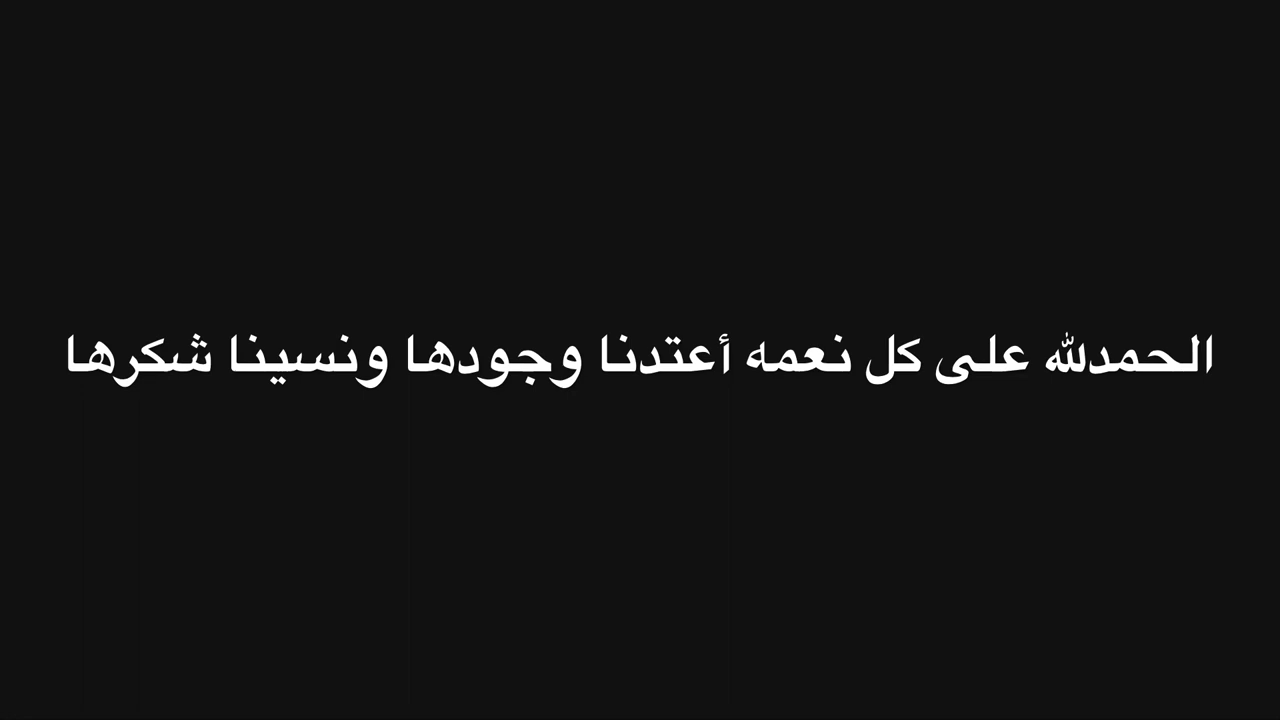 الحمدلله على كل نعمه أعتدنا وجودها ونسينا شكرها